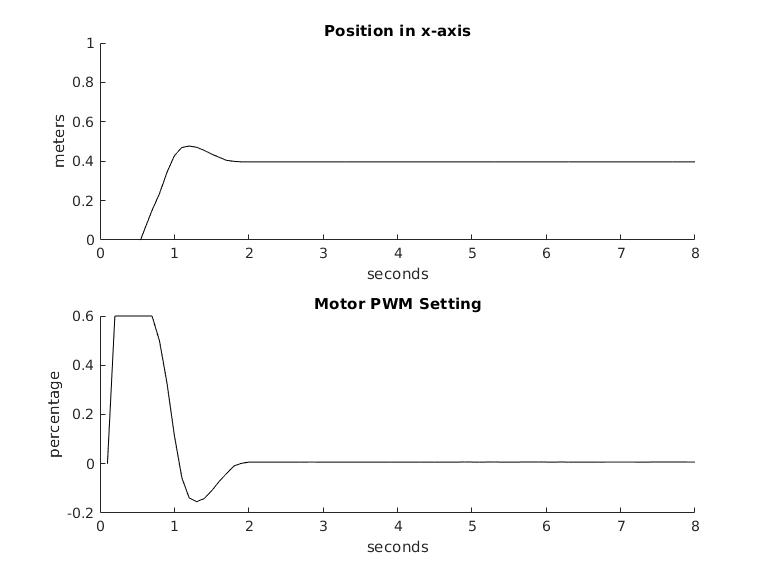 Position in x-axis
1
0.8
0.6
0.4
0.2
0
meters
0 1 2 3 4 5 6 7 8
seconds
Motor PWM Setting
0.6
0.4
0.2
0
-0.2
percentage
0 1 2 3 4 5 6 7 8
seconds